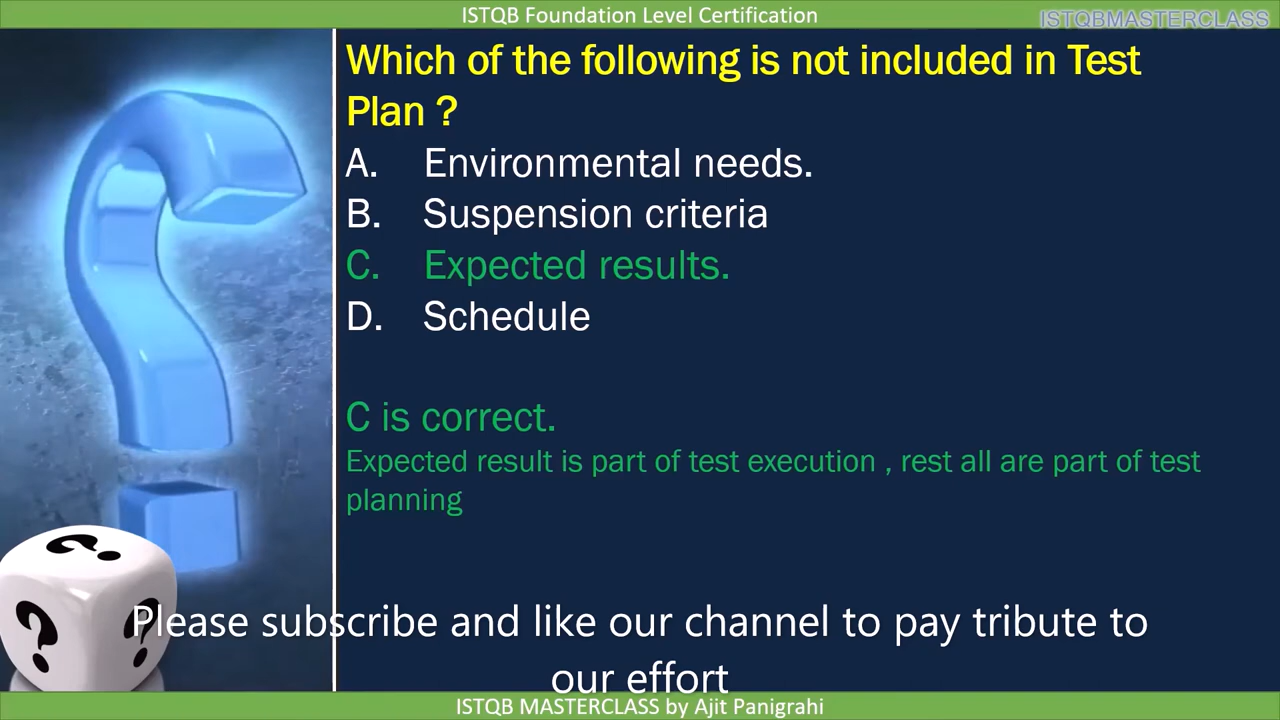 ISTQB Foundation Level Certification
ISTQBMASTERCLASS
Which of the following is not included in Test
Plan ?
A. Environmental needs.
B. Suspension criteria
C. Expected results.
D. Schedule
C is correct.
Expected result is part of test execution , rest all are part of test
planning
Please subscribe and like our channel to pay tribute to
our effort
ISTQB MASTERCLASS by Ajit Panigrahi